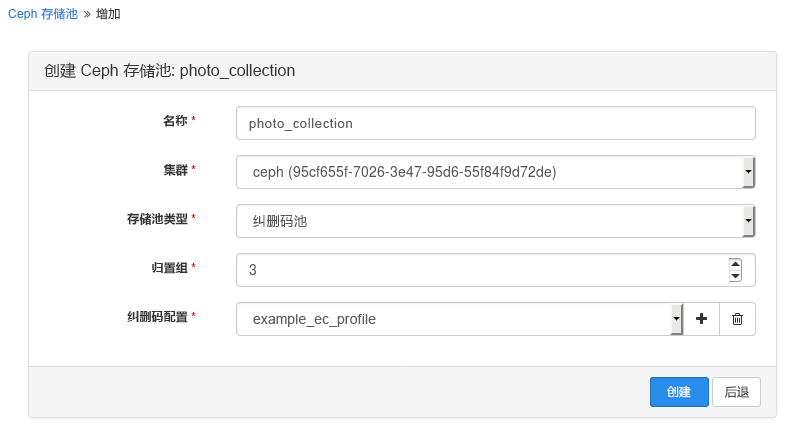 Ceph 存储池 » 增加
创建 Ceph 存储池: photo_collection
名称 *
photo_collection
集群 *
ceph (95cf655f-7026-3e47-95d6-55f84f9d72de)
存储池类型 *
纠删码池
归置组 *
3
纠删码配置 *
example_ec_profile
创建 后退